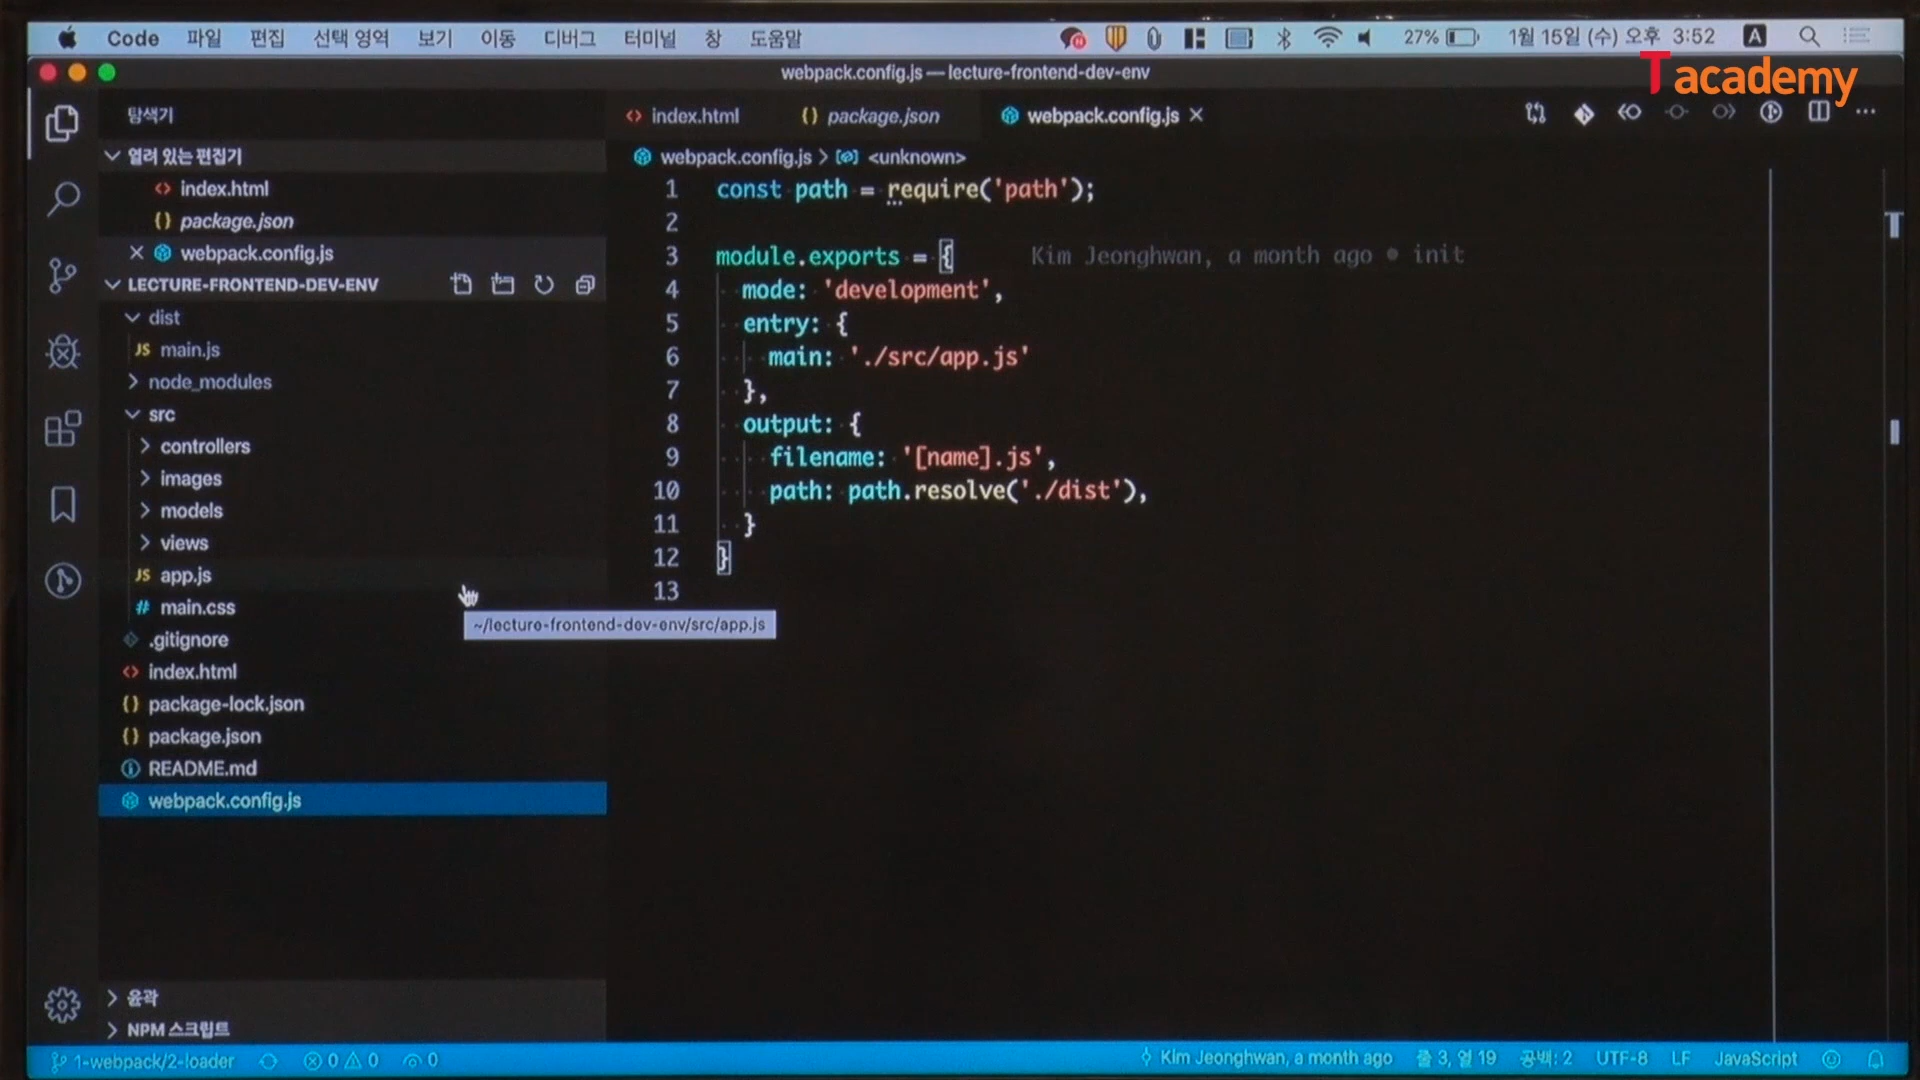 Code 파일 편집 선택 영역 보기 이동 디버그 터미널 창 도움말 27% 1월 15일 (수) 오후 3:52 A
webpack.config.js — lecture-frontend-dev-env
Tacademy
탐색기
열려 있는 편집기
index.html
package.json
webpack.config.js
LECTURE-FRONTEND-DEV-ENV
dist
JS main.js
node_modules
src
controllers
images
models
views
JS app.js
# main.css
.gitignore
index.html
{} package-lock.json
{} package.json
README.md
webpack.config.js
윤곽
NPM 스크립트
index.html {} package.json webpack.config.js
webpack.config.js > <unknown>
1 const path = require('path');
2
3 module.exports = { Kim Jeonghwan, a month ago • init
4 mode: 'development',
5 entry: {
6 main: './src/app.js'
7 },
8 output: {
9 filename: '[name].js',
10 path: path.resolve('./dist'),
11 }
12 }
13
~/lecture-frontend-dev-env/src/app.js
1-webpack/2-loader 0 0 0 Kim Jeonghwan, a month ago 줄 3, 열 19 공백: 2 UTF-8 LF JavaScript